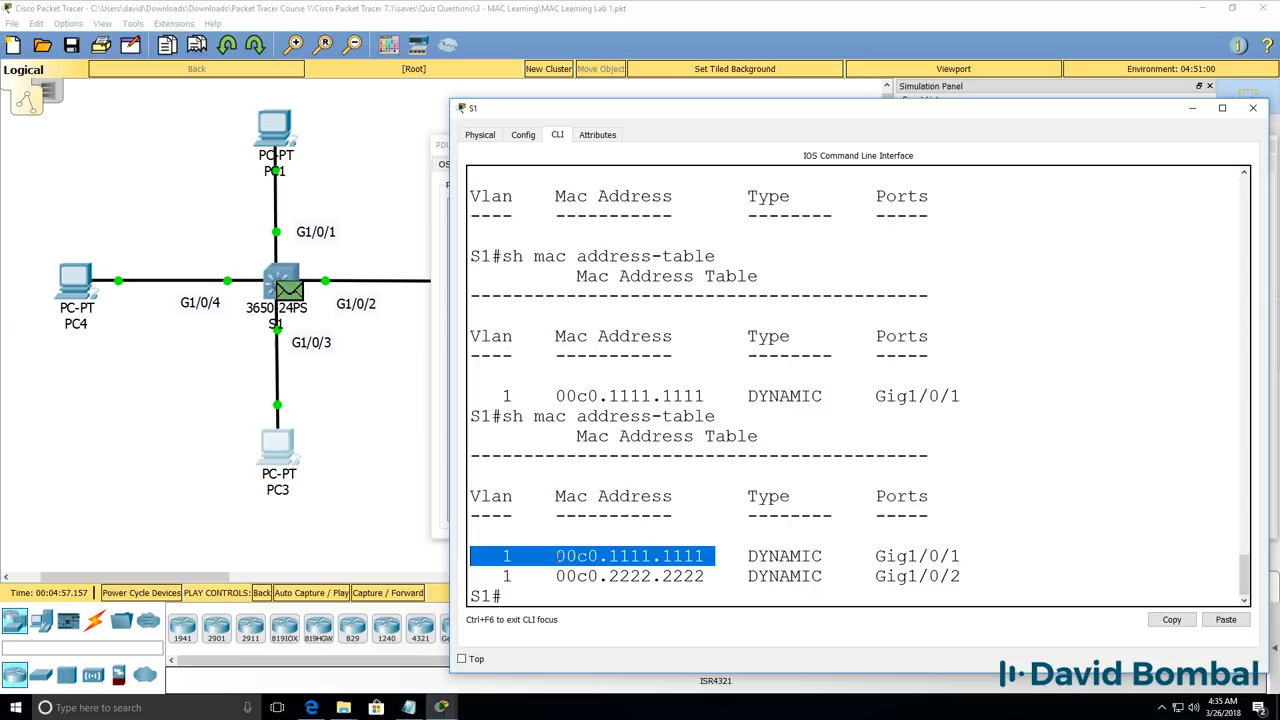 Cisco Packet Tracer - C:\Users\david\Downloads\Downloads\Packet Tracer Course 1\Cisco Packet Tracer 7.1\saves\Quiz Questions\3 - MAC Learning\MAC Learning Lab 1.pkt
File Edit Options View Tools Extensions Help
Logical Back [Root] New Cluster Move Object Set Tiled Background Viewport Environment: 04:51:00
Simulation Panel
PC-PT
PC1
G1/0/1
PC-PT
PC4
G1/0/4
3650 24PS
S1
G1/0/2
G1/0/3
PC-PT
PC3
S1
Physical Config CLI Attributes
IOS Command Line Interface
Vlan Mac Address Type Ports
---- ----------- -------- -----
S1#sh mac address-table
Mac Address Table
-------------------------------------------
Vlan Mac Address Type Ports
---- ----------- -------- -----
1 00c0.1111.1111 DYNAMIC Gig1/0/1
S1#sh mac address-table
Mac Address Table
-------------------------------------------
Vlan Mac Address Type Ports
---- ----------- -------- -----
1 00c0.1111.1111 DYNAMIC Gig1/0/1
1 00c0.2222.2222 DYNAMIC Gig1/0/2
S1#
Ctrl+F6 to exit CLI focus
Copy Paste
Top
Time: 00:04:57.157 Power Cycle Devices PLAY CONTROLS: Back Auto Capture / Play Capture / Forward
1941 2901 2911 819IOX 819HGW 829 1240 4321
ISR4321
David Bombal
Type here to search
4:35 AM
3/26/2018